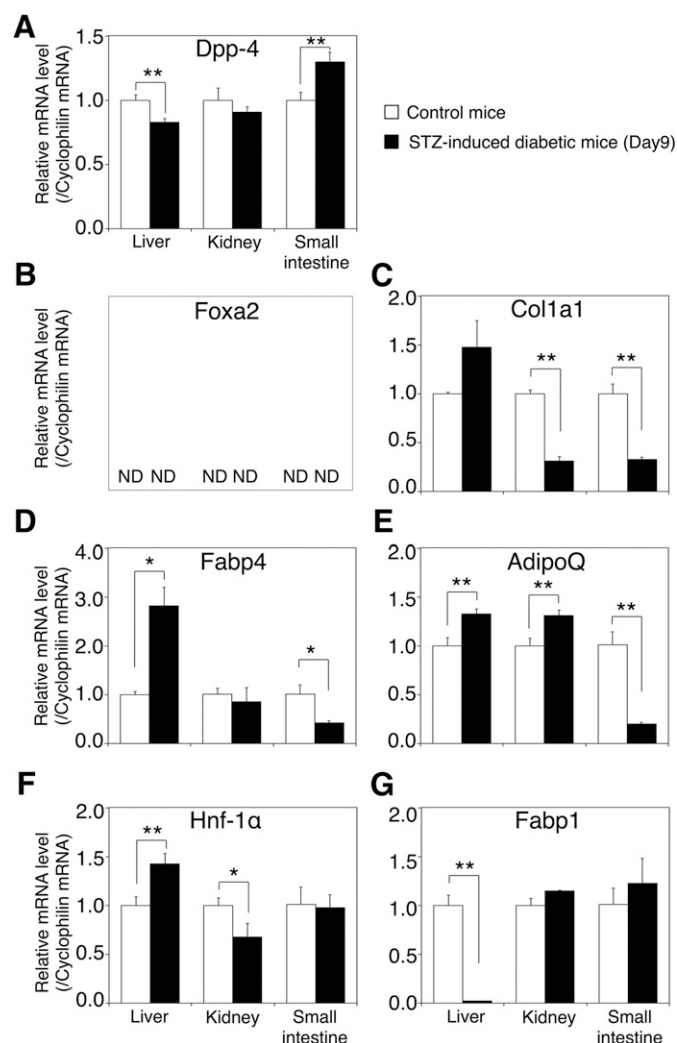 A
Dpp-4
Relative mRNA level
(/Cyclophilin mRNA)
1.5
1.0
0.5
0.0
**
**
Liver
Kidney
Small
intestine
Control mice
STZ-induced diabetic mice (Day9)
B
Foxa2
Relative mRNA level
(/Cyclophilin mRNA)
ND ND ND ND ND ND
C
Col1a1
2.0
1.5
1.0
0.5
0.0
**
**
D
Fabp4
Relative mRNA level
(/Cyclophilin mRNA)
4.0
3.0
2.0
1.0
0.0
*
*
E
AdipoQ
2.0
1.5
1.0
0.5
0.0
**
**
**
F
Hnf-1α
Relative mRNA level
(/Cyclophilin mRNA)
2.0
1.5
1.0
0.5
0.0
**
*
Liver
Kidney
Small
intestine
G
Fabp1
2.0
1.5
1.0
0.5
0.0
**
Liver
Kidney
Small
intestine